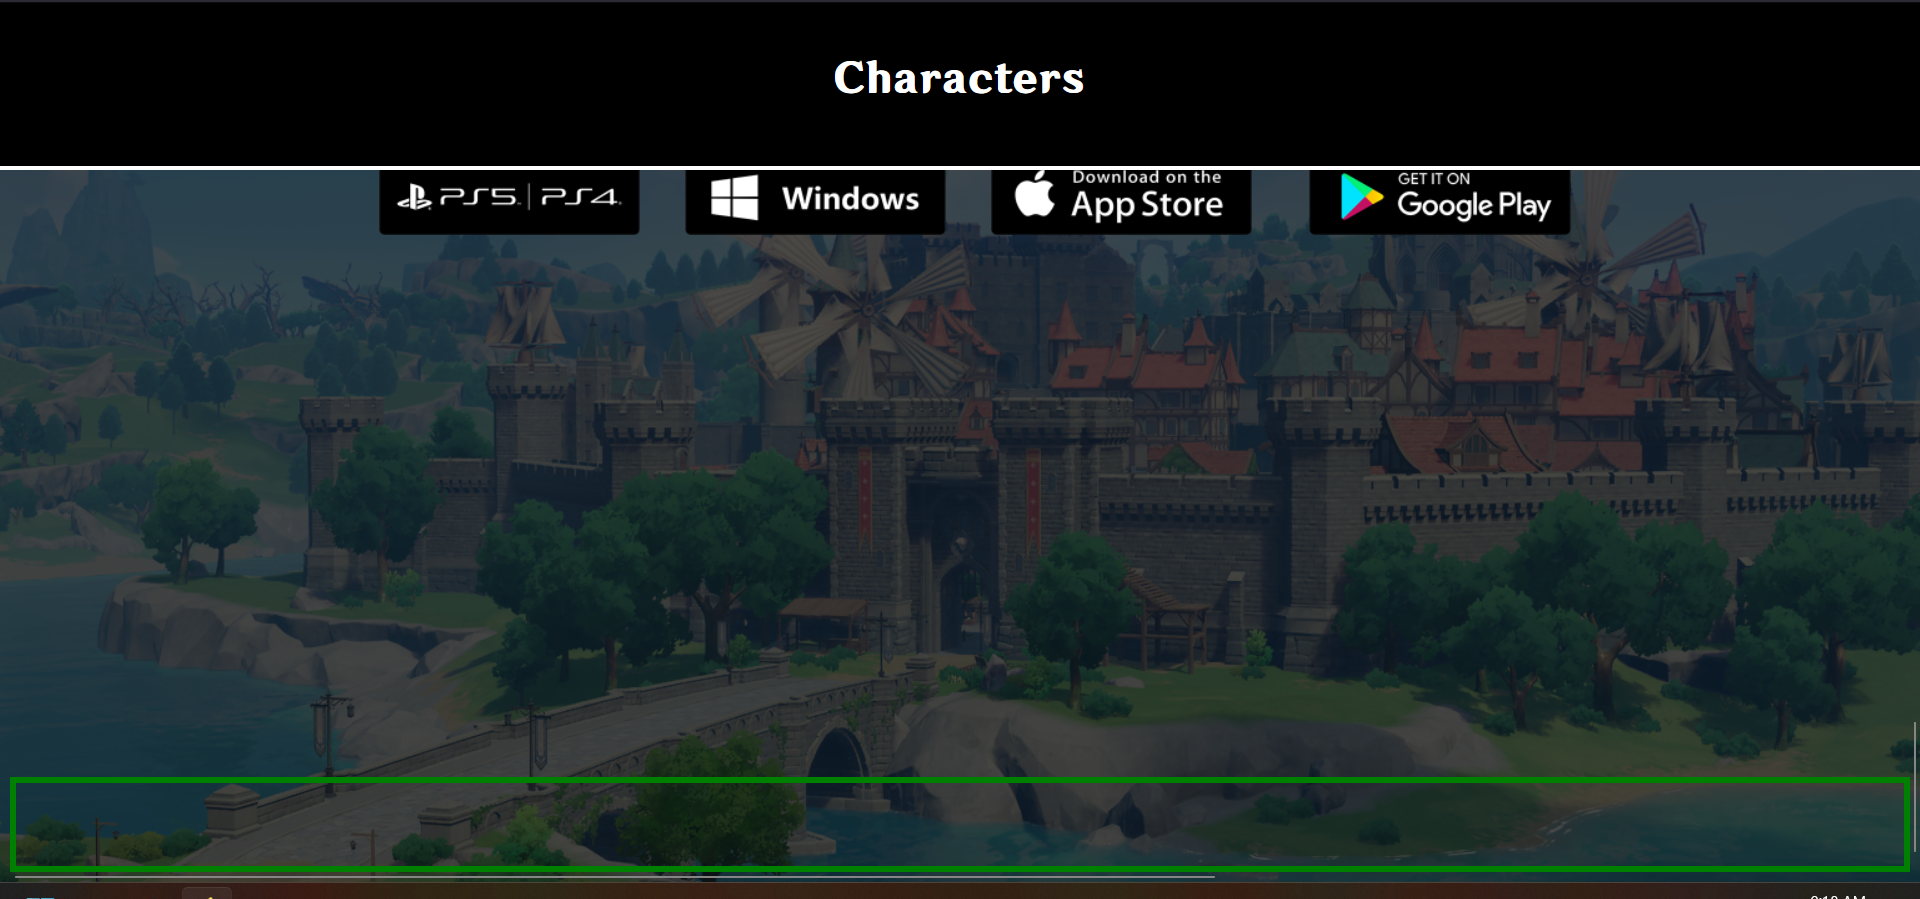 Characters
PS5 | PS4
Windows
Download on the
App Store
GET IT ON
Google Play